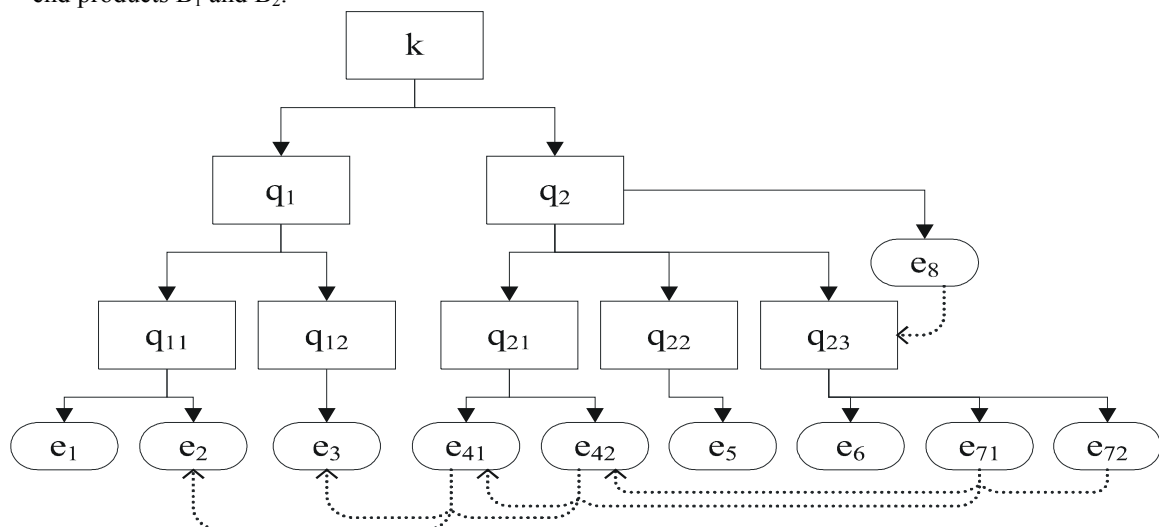 end products B₁ and B₂.
k
q₁ q₂
e₈
q₁₁ q₁₂ q₂₁ q₂₂ q₂₃
e₁ e₂ e₃ e₄₁ e₄₂ e₅ e₆ e₇₁ e₇₂